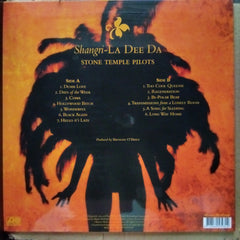 Shangri-LA DEE DA
STONE TEMPLE PILOTS
SIDE A
1. DUMB LOVE
2. DAYS OF THE WEEK
3. COMA
4. HOLLYWOOD BITCH
5. WONDERFUL
6. BLACK AGAIN
7. HELLO IT'S LATE
SIDE B
1. TOO COOL QUEENIE
2. REGENERATION
3. BI-POLAR BEAR
4. TRANSMISSIONS FROM A LONELY ROOM
5. A SONG FOR SLEEPING
6. LONG WAY HOME
Produced by BRENDAN O'BRIEN